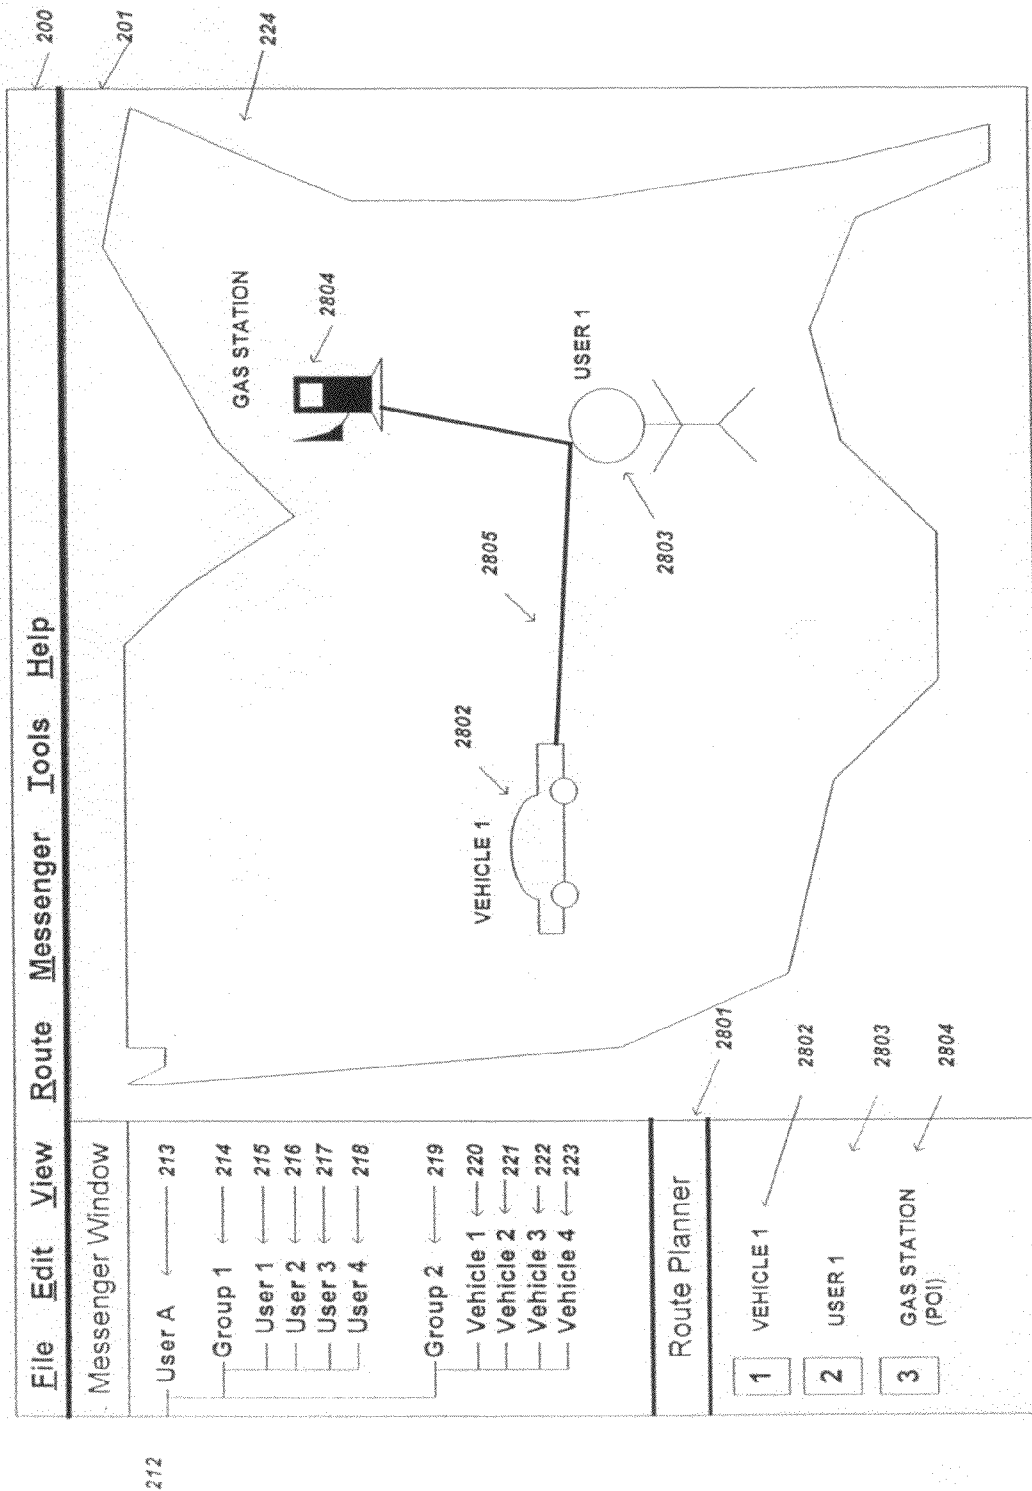 200
201
File Edit View Route Messenger Tools Help
Messenger Window
212
User A 213
Group 1 214
User 1 215
User 2 216
User 3 217
User 4 218
Group 2 219
Vehicle 1 220
Vehicle 2 221
Vehicle 3 222
Vehicle 4 223
Route Planner
2801
1 VEHICLE 1 2802
2 USER 1 2803
3 GAS STATION 2804
(POI)
224
GAS STATION
2804
VEHICLE 1
2802
2805
USER 1
2803